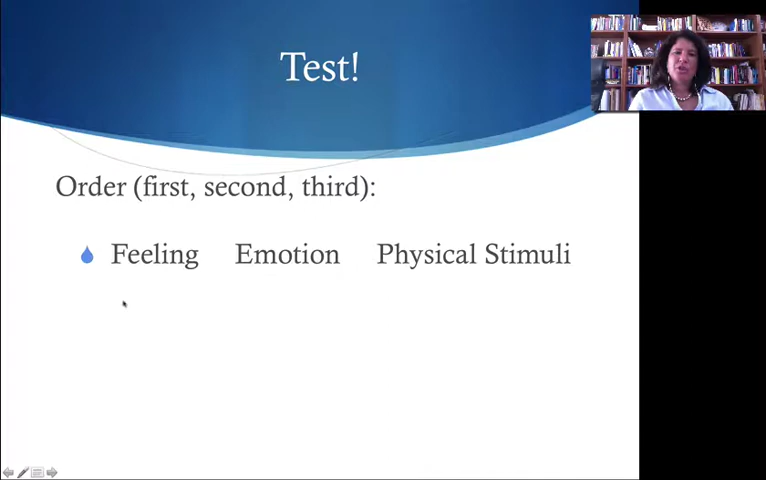 Test!
Order (first, second, third):
Feeling Emotion Physical Stimuli